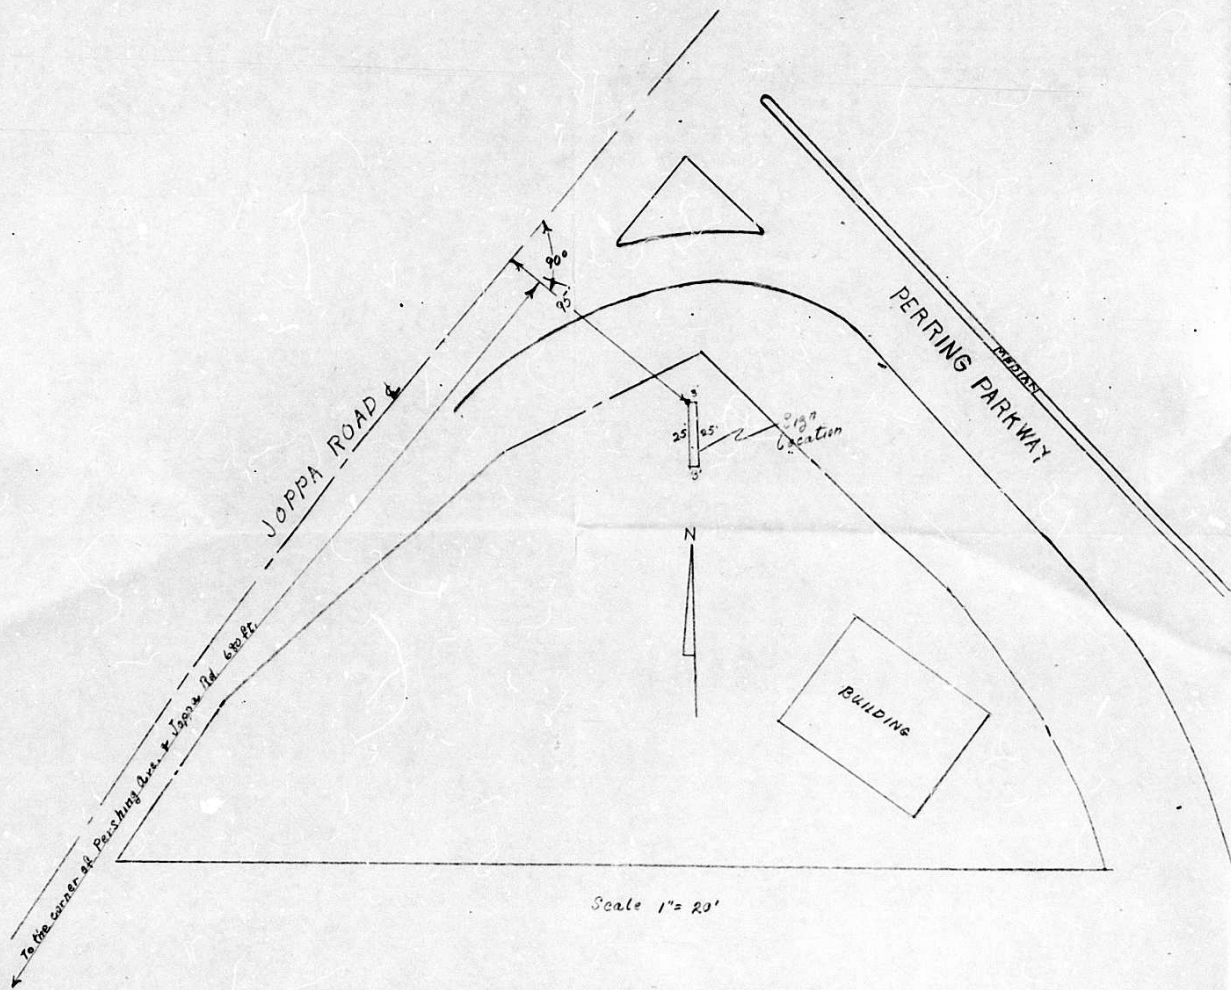 90°
95'
PERRING PARKWAY
MEDIAN
JOPPA ROAD ℄
3'
25' 25'
3'
Sign
Location
N
To the corner of Pershing Ave. & Joppa Rd. 680 ft.
BUILDING
Scale 1"= 20'